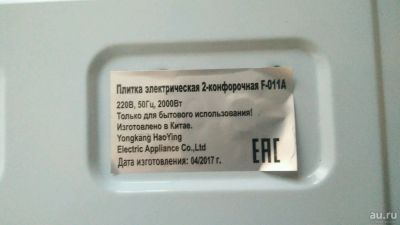 Плитка электрическая 2-конфорочная F-011A
220В, 50Гц, 2000Вт
Только для бытового использования!
Изготовлено в Китае.
Yongkang HaoYing
Electric Appliance Co.,Ltd
Дата изготовления: 04/2017 г.
EAC
au.ru